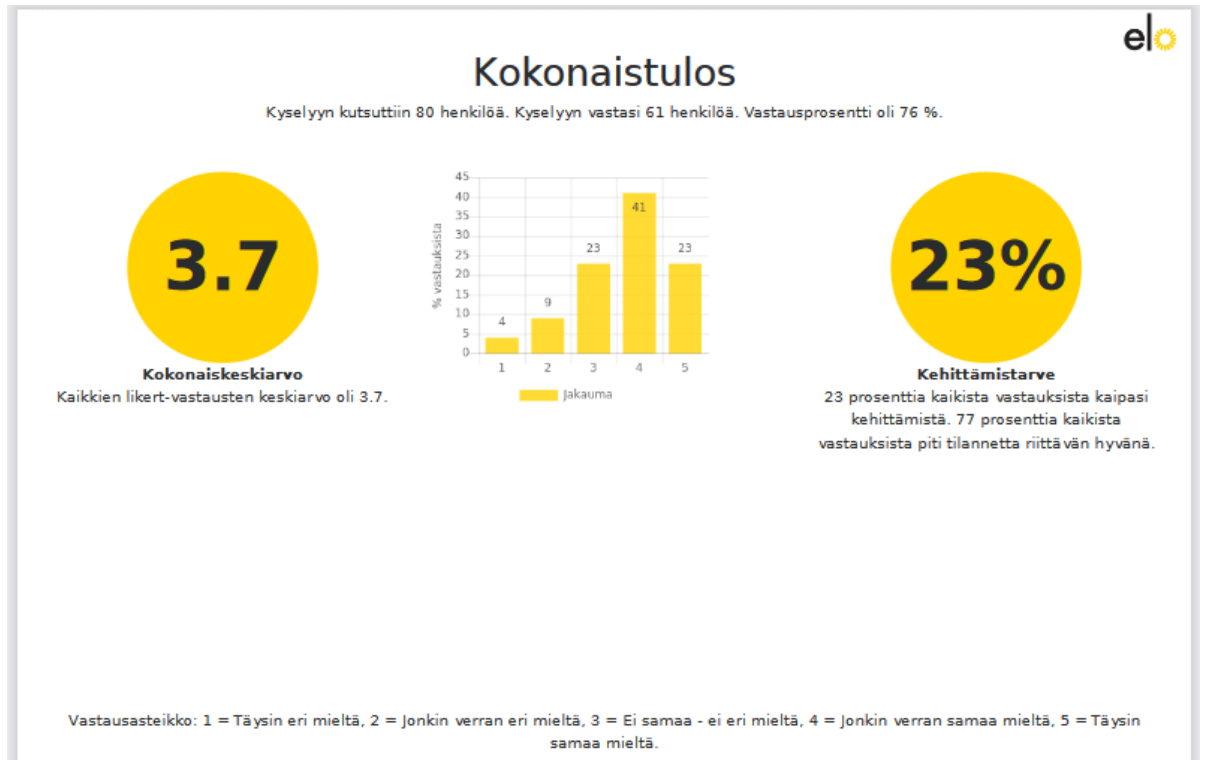 elo
Kokonaistulos
Kyselyyn kutsuttiin 80 henkilöä. Kyselyyn vastasi 61 henkilöä. Vastausprosentti oli 76 %.
3.7
Kokonaiskeskiarvo
Kaikkien likert-vastausten keskiarvo oli 3.7.
% vastauksista
45
40
35
30
25
20
15
10
5
0
4
9
23
41
23
1 2 3 4 5
Jakauma
23%
Kehittämistarve
23 prosenttia kaikista vastauksista kaipasi
kehittämistä. 77 prosenttia kaikista
vastauksista piti tilannetta riittävän hyvänä.
Vastausasteikko: 1 = Täysin eri mieltä, 2 = Jonkin verran eri mieltä, 3 = Ei samaa - ei eri mieltä, 4 = Jonkin verran samaa mieltä, 5 = Täysin
samaa mieltä.